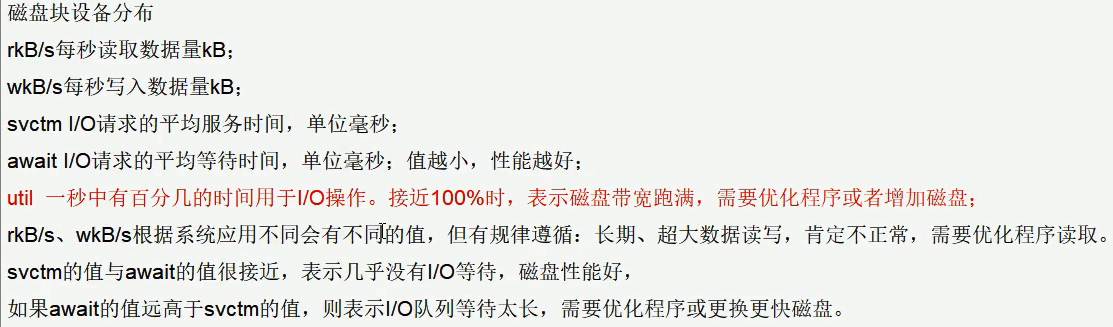 磁盘块设备分布
rkB/s每秒读取数据量kB；
wkB/s每秒写入数据量kB；
svctm I/O请求的平均服务时间，单位毫秒；
await I/O请求的平均等待时间，单位毫秒；值越小，性能越好；
util 一秒中有百分几的时间用于I/O操作。接近100%时，表示磁盘带宽跑满，需要优化程序或者增加磁盘；
rkB/s、wkB/s根据系统应用不同会有不同的值，但有规律遵循：长期、超大数据读写，肯定不正常，需要优化程序读取。
svctm的值与await的值很接近，表示几乎没有I/O等待，磁盘性能好，
如果await的值远高于svctm的值，则表示I/O队列等待太长，需要优化程序或更换更快磁盘。